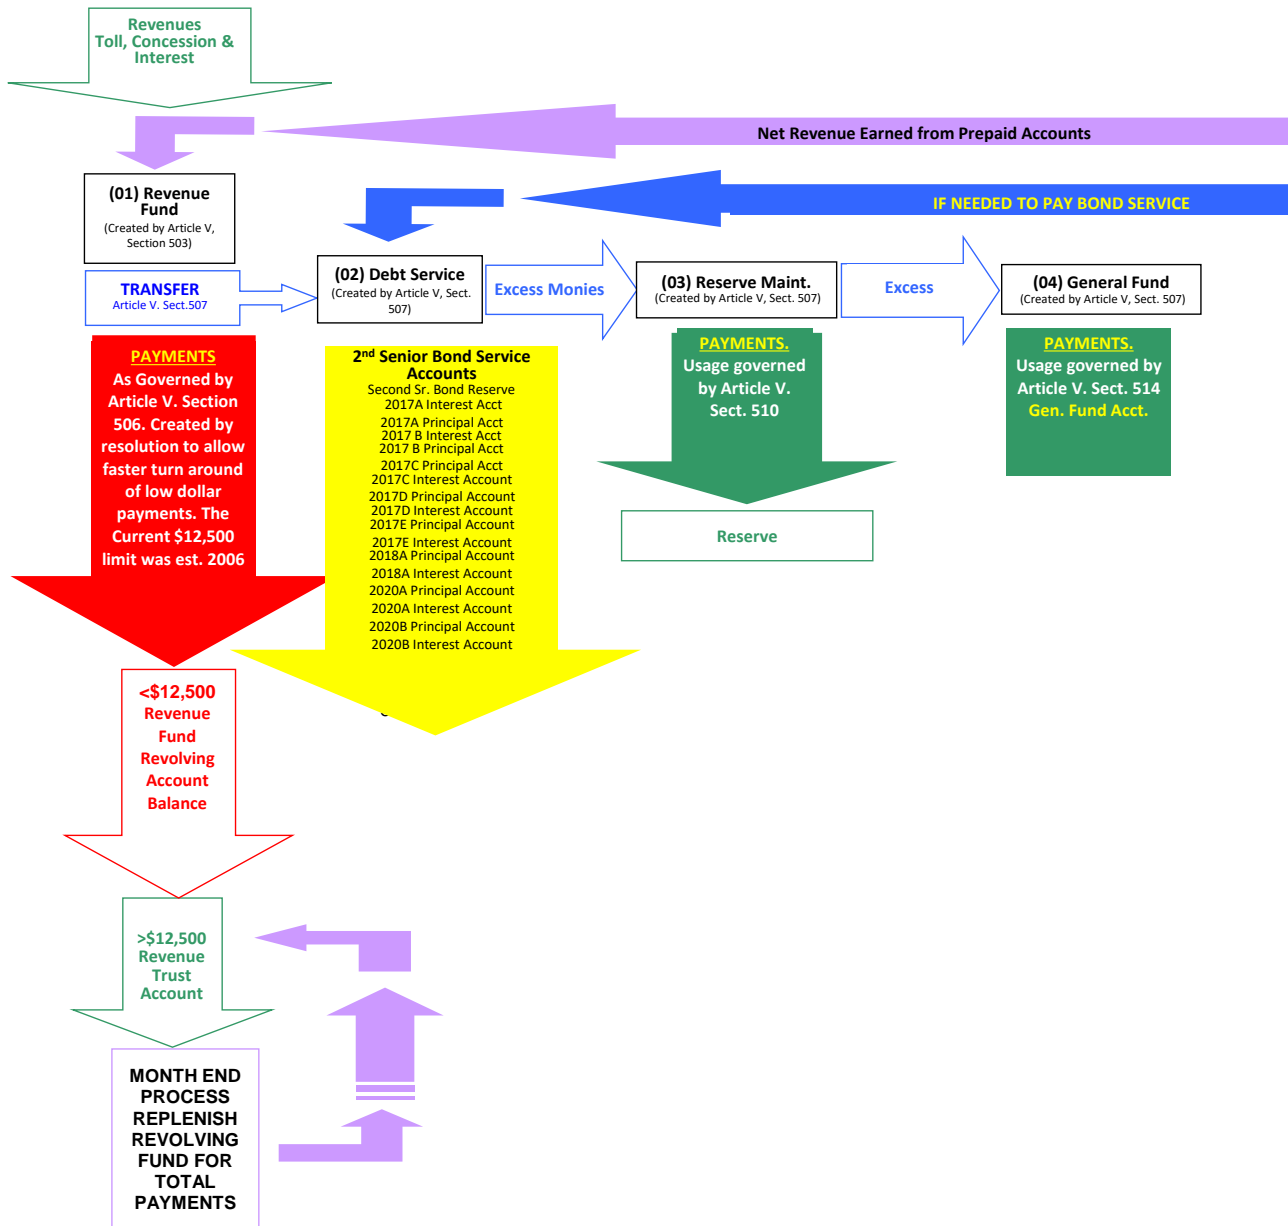 Revenues
Toll, Concession &
Interest
Net Revenue Earned from Prepaid Accounts
IF NEEDED TO PAY BOND SERVICE
(01) Revenue
Fund
(Created by Article V,
Section 503)
TRANSFER
Article V. Sect.507
(02) Debt Service
(Created by Article V, Sect.
507)
Excess Monies
(03) Reserve Maint.
(Created by Article V, Sect. 507)
Excess
(04) General Fund
(Created by Article V, Sect. 507)
PAYMENTS
As Governed by
Article V. Section
506. Created by
resolution to allow
faster turn around
of low dollar
payments. The
Current $12,500
limit was est. 2006
2nd Senior Bond Service
Accounts
Second Sr. Bond Reserve
2017A Interest Acct
2017A Principal Acct
2017 B Interest Acct
2017 B Principal Acct
2017C Principal Acct
2017C Interest Account
2017D Principal Account
2017D Interest Account
2017E Principal Account
2017E Interest Account
2018A Principal Account
2018A Interest Account
2020A Principal Account
2020A Interest Account
2020B Principal Account
2020B Interest Account
PAYMENTS.
Usage governed
by Article V.
Sect. 510
Reserve
PAYMENTS.
Usage governed by
Article V. Sect. 514
Gen. Fund Acct.
<$12,500
Revenue
Fund
Revolving
Account
Balance
>$12,500
Revenue
Trust
Account
MONTH END
PROCESS
REPLENISH
REVOLVING
FUND FOR
TOTAL
PAYMENTS